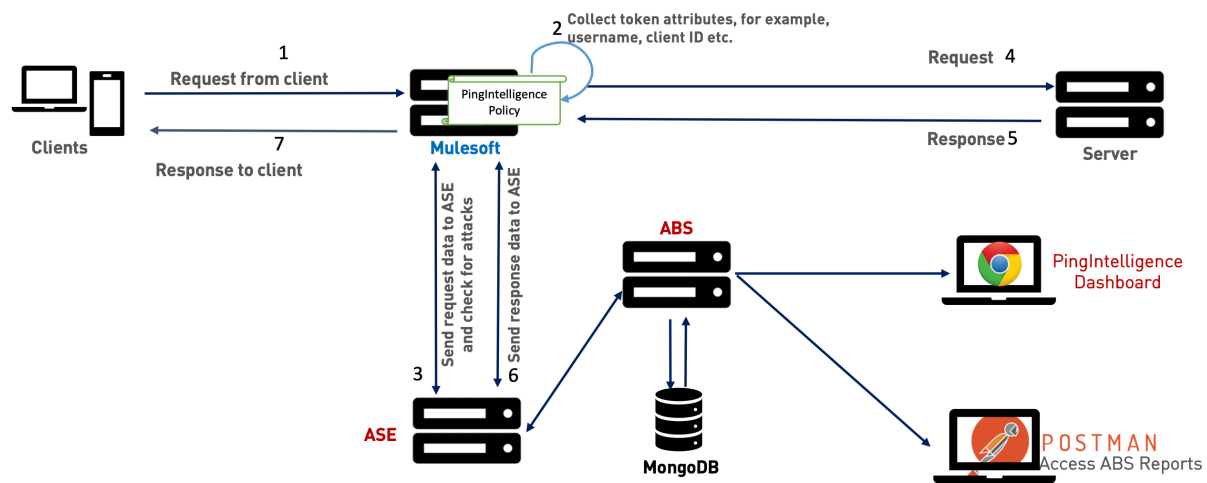 2 Collect token attributes, for example,
username, client ID etc.
1
Request from client
PingIntelligence
Policy
Request 4
Clients
7
Response to client
Mulesoft
Response 5
Server
Send request data to ASE
and check for attacks
Send response data to ASE
3
6
ASE
ABS
MongoDB
PingIntelligence
Dashboard
POSTMAN
Access ABS Reports